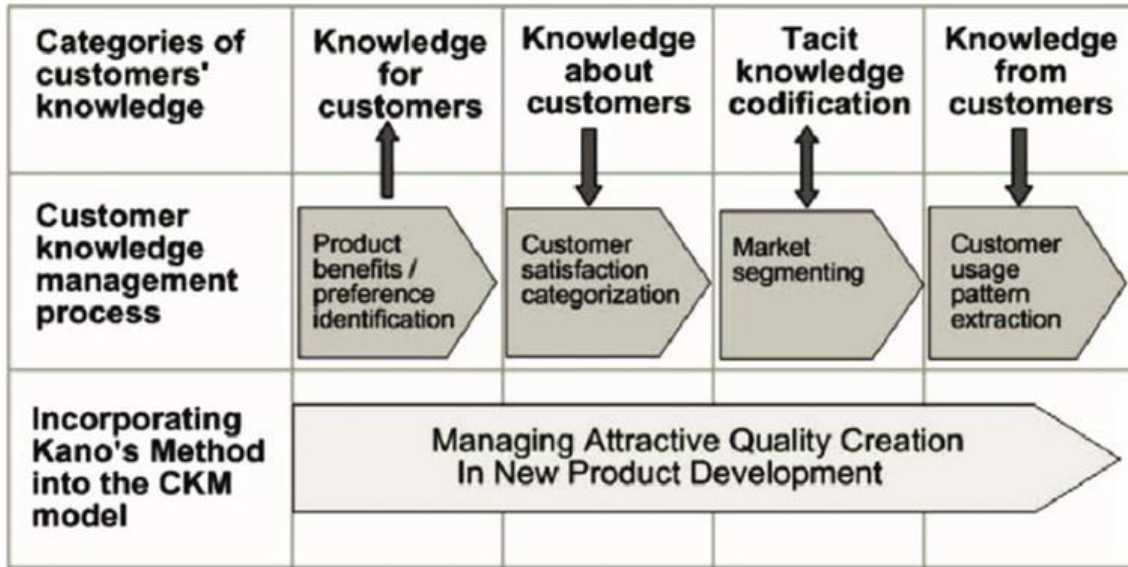 Categories of
customers'
knowledge
Knowledge
for
customers
Knowledge
about
customers
Tacit
knowledge
codification
Knowledge
from
customers
Customer
knowledge
management
process
Product
benefits /
preference
identification
Customer
satisfaction
categorization
Market
segmenting
Customer
usage
pattern
extraction
Incorporating
Kano's Method
into the CKM
model
Managing Attractive Quality Creation
In New Product Development